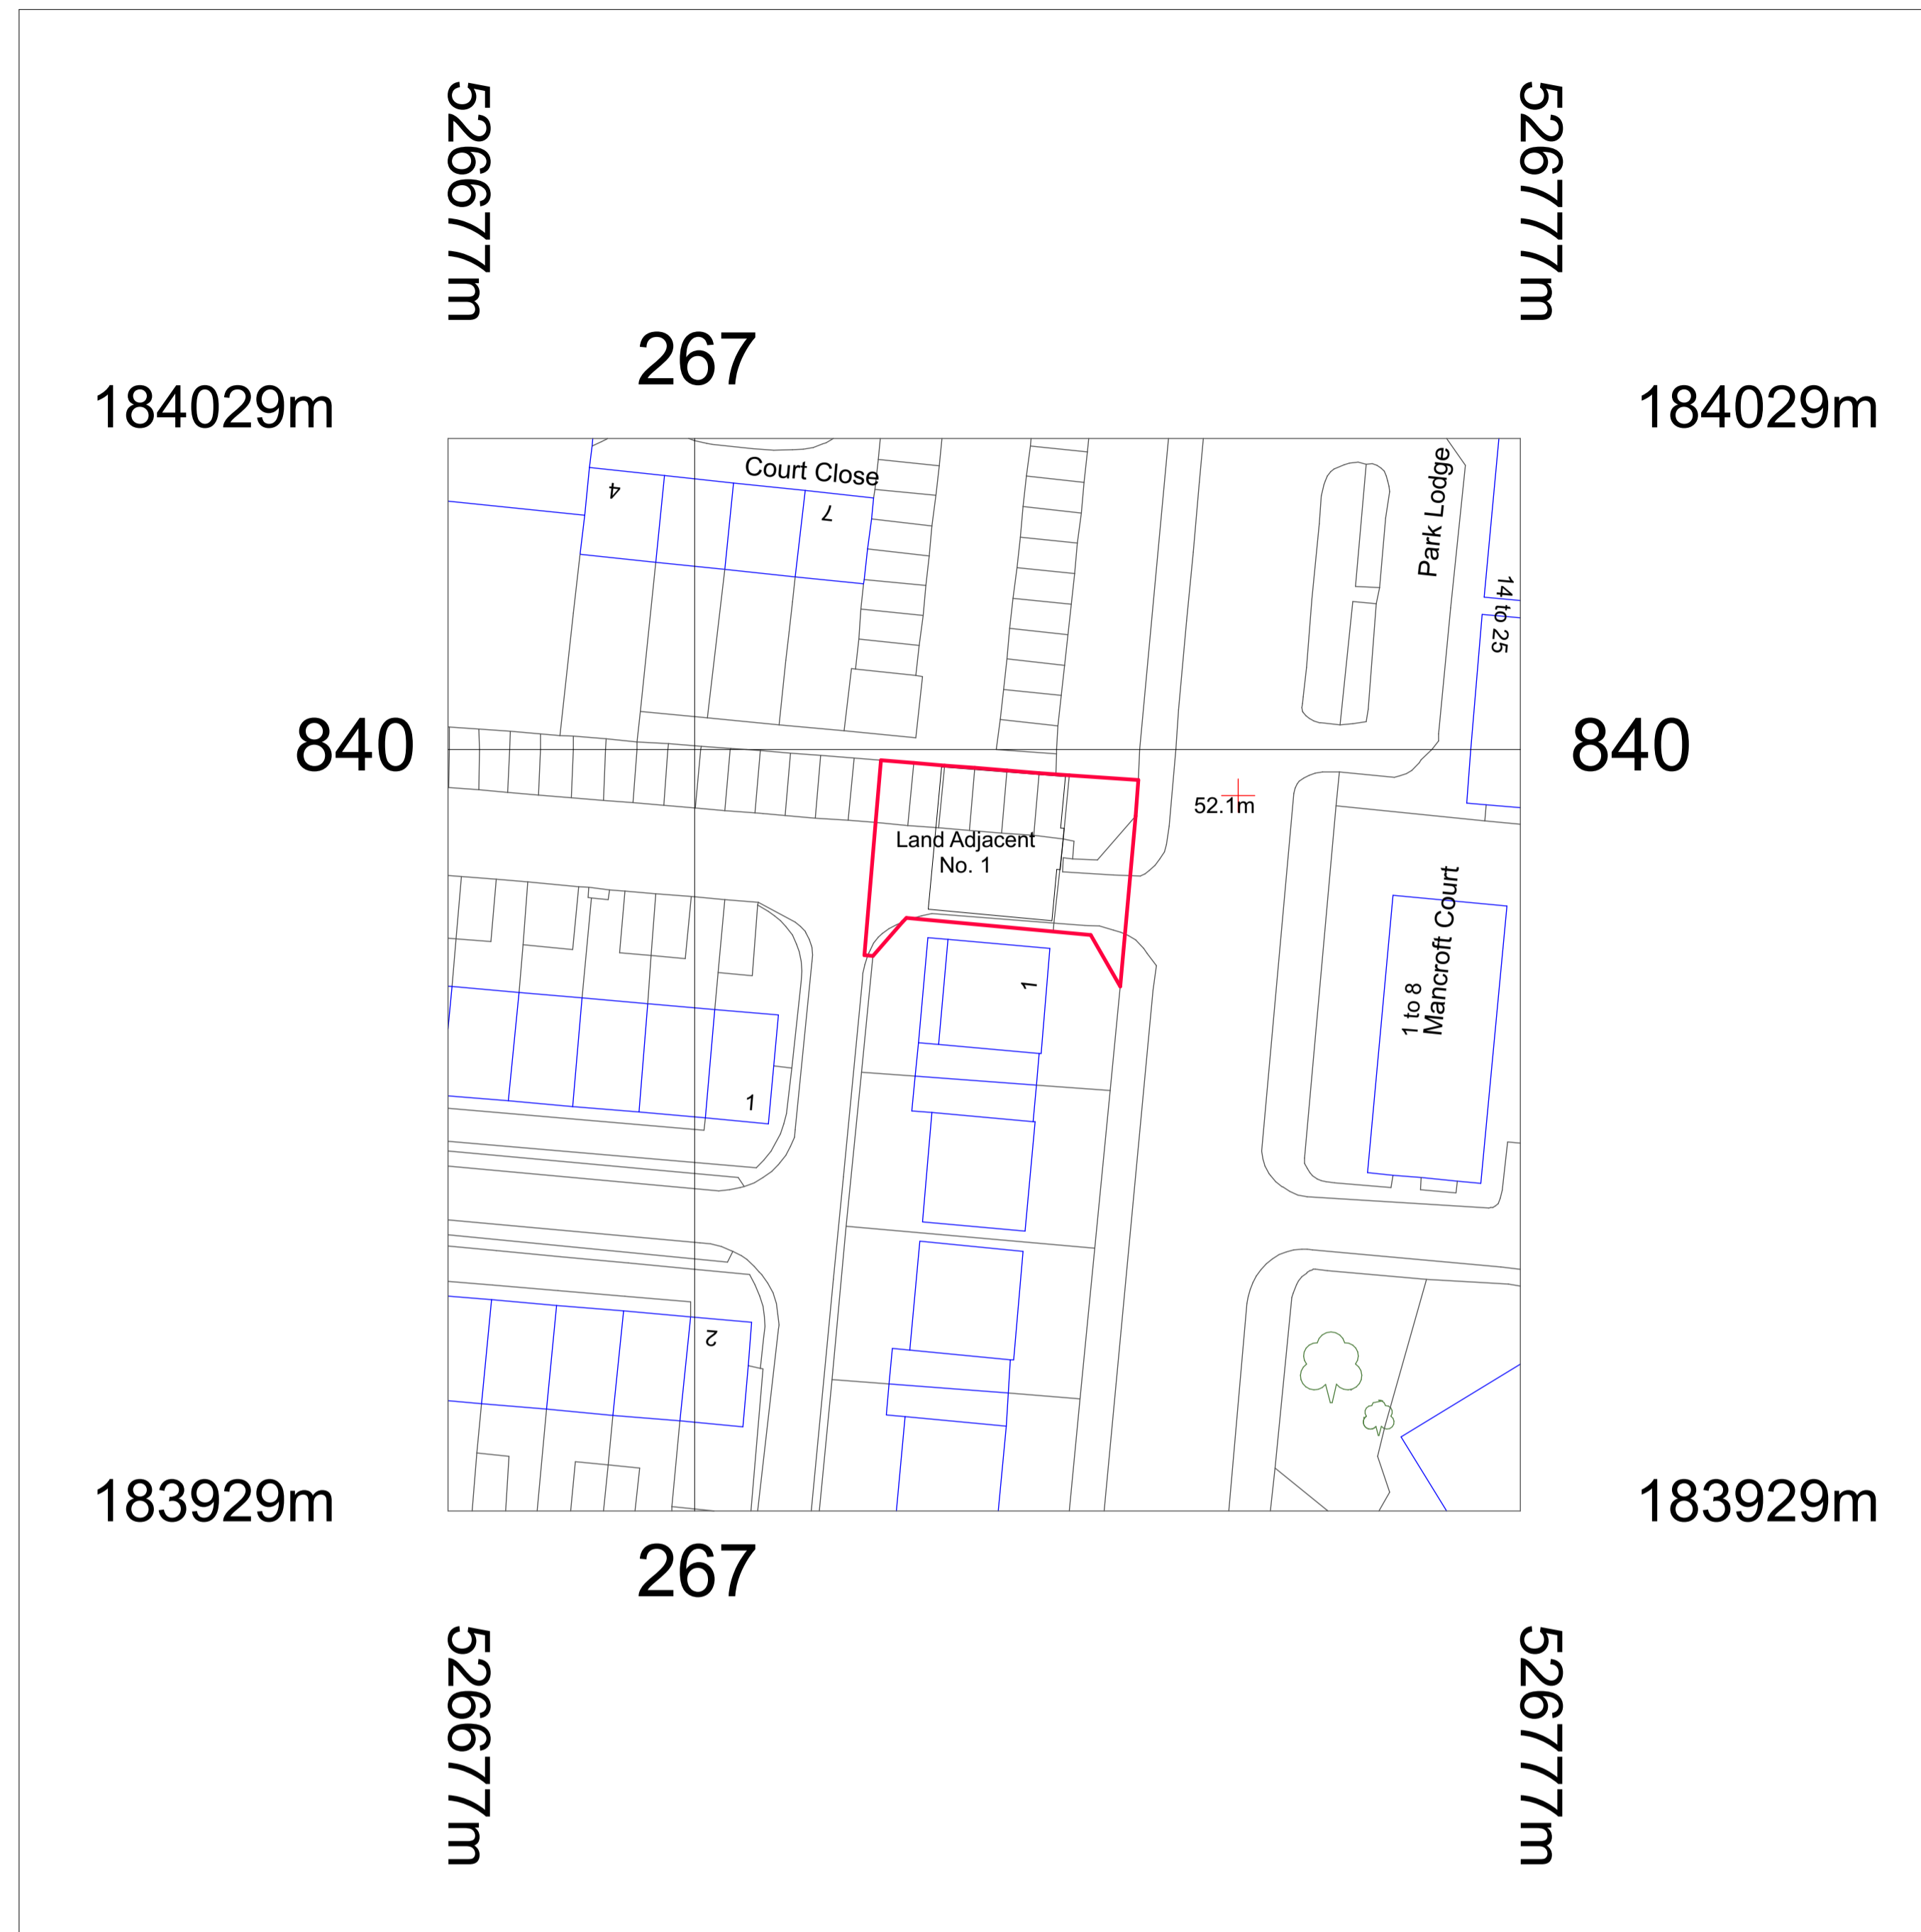 526677m
526777m
267
184029m
184029m
Court Close
4
7
Park Lodge
14 to 25
840
840
52.1m
Land Adjacent
No. 1
1
1 to 8
Mancroft Court
1
2
183929m
183929m
267
526677m
526777m